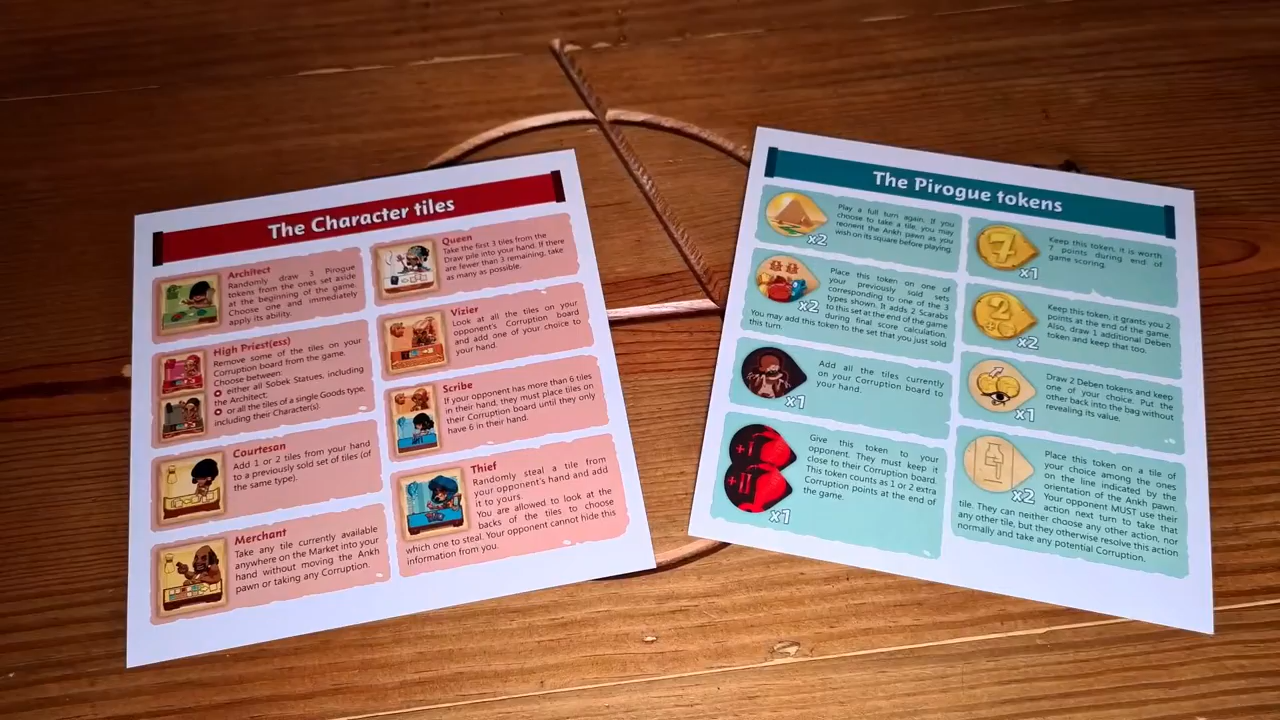 The Character tiles
Architect
Randomly draw 3 Pirogue
tokens from the ones set aside
at the beginning of the game.
Choose one and immediately
apply its ability.
High Priest(ess)
Remove some of the tiles on your
Corruption board from the game.
Choose between:
either all Sobek Statues, including
the Architect,
or all the tiles of a single Goods type,
including their Character(s).
Courtesan
Add 1 or 2 tiles from your hand
to a previously sold set of tiles (of
the same type).
Merchant
Take any tile currently available
anywhere on the Market into your
hand without moving the Ankh
pawn or taking any Corruption.
Queen
Take the first 3 tiles from the
Draw pile into your hand. If there
are fewer than 3 remaining, take
as many as possible.
Vizier
Look at all the tiles on your
opponent's Corruption board
and add one of your choice to
your hand.
Scribe
If your opponent has more than 6 tiles
in their hand, they must place tiles on
their Corruption board until they only
have 6 in their hand.
Thief
Randomly steal a tile from
your opponent's hand and add
it to yours.
You are allowed to look at the
backs of the tiles to choose
which one to steal. Your opponent cannot hide this
information from you.
The Pirogue tokens
x2
Play a full turn again. If you
choose to take a tile, you may
reorient the Ankh pawn as you
wish on its square before playing.
x2
Place this token on one of
your previously sold sets
corresponding to one of the 3
types shown. It adds 2 Scarabs
to this set at the end of the game
during final score calculation.
You may add this token to the set that you just sold
this turn.
x1
Add all the tiles currently
on your Corruption board to
your hand.
+I
+II
x1
Give this token to your
opponent. They must keep it
close to their Corruption board.
This token counts as 1 or 2 extra
Corruption points at the end of
the game.
7
x1
Keep this token, it is worth
7 points during end of
game scoring.
2
x2
Keep this token, it grants you 2
points at the end of the game.
Also, draw 1 additional Deben
token and keep that too.
x1
Draw 2 Deben tokens and keep
one of your choice. Put the
other back into the bag without
revealing its value.
x2
Place this token on a tile of
your choice among the ones
on the line indicated by the
orientation of the Ankh pawn.
Your opponent MUST use their
action next turn to take that
tile. They can neither choose any other action, nor
any other tile, but they otherwise resolve this action
normally and take any potential Corruption.